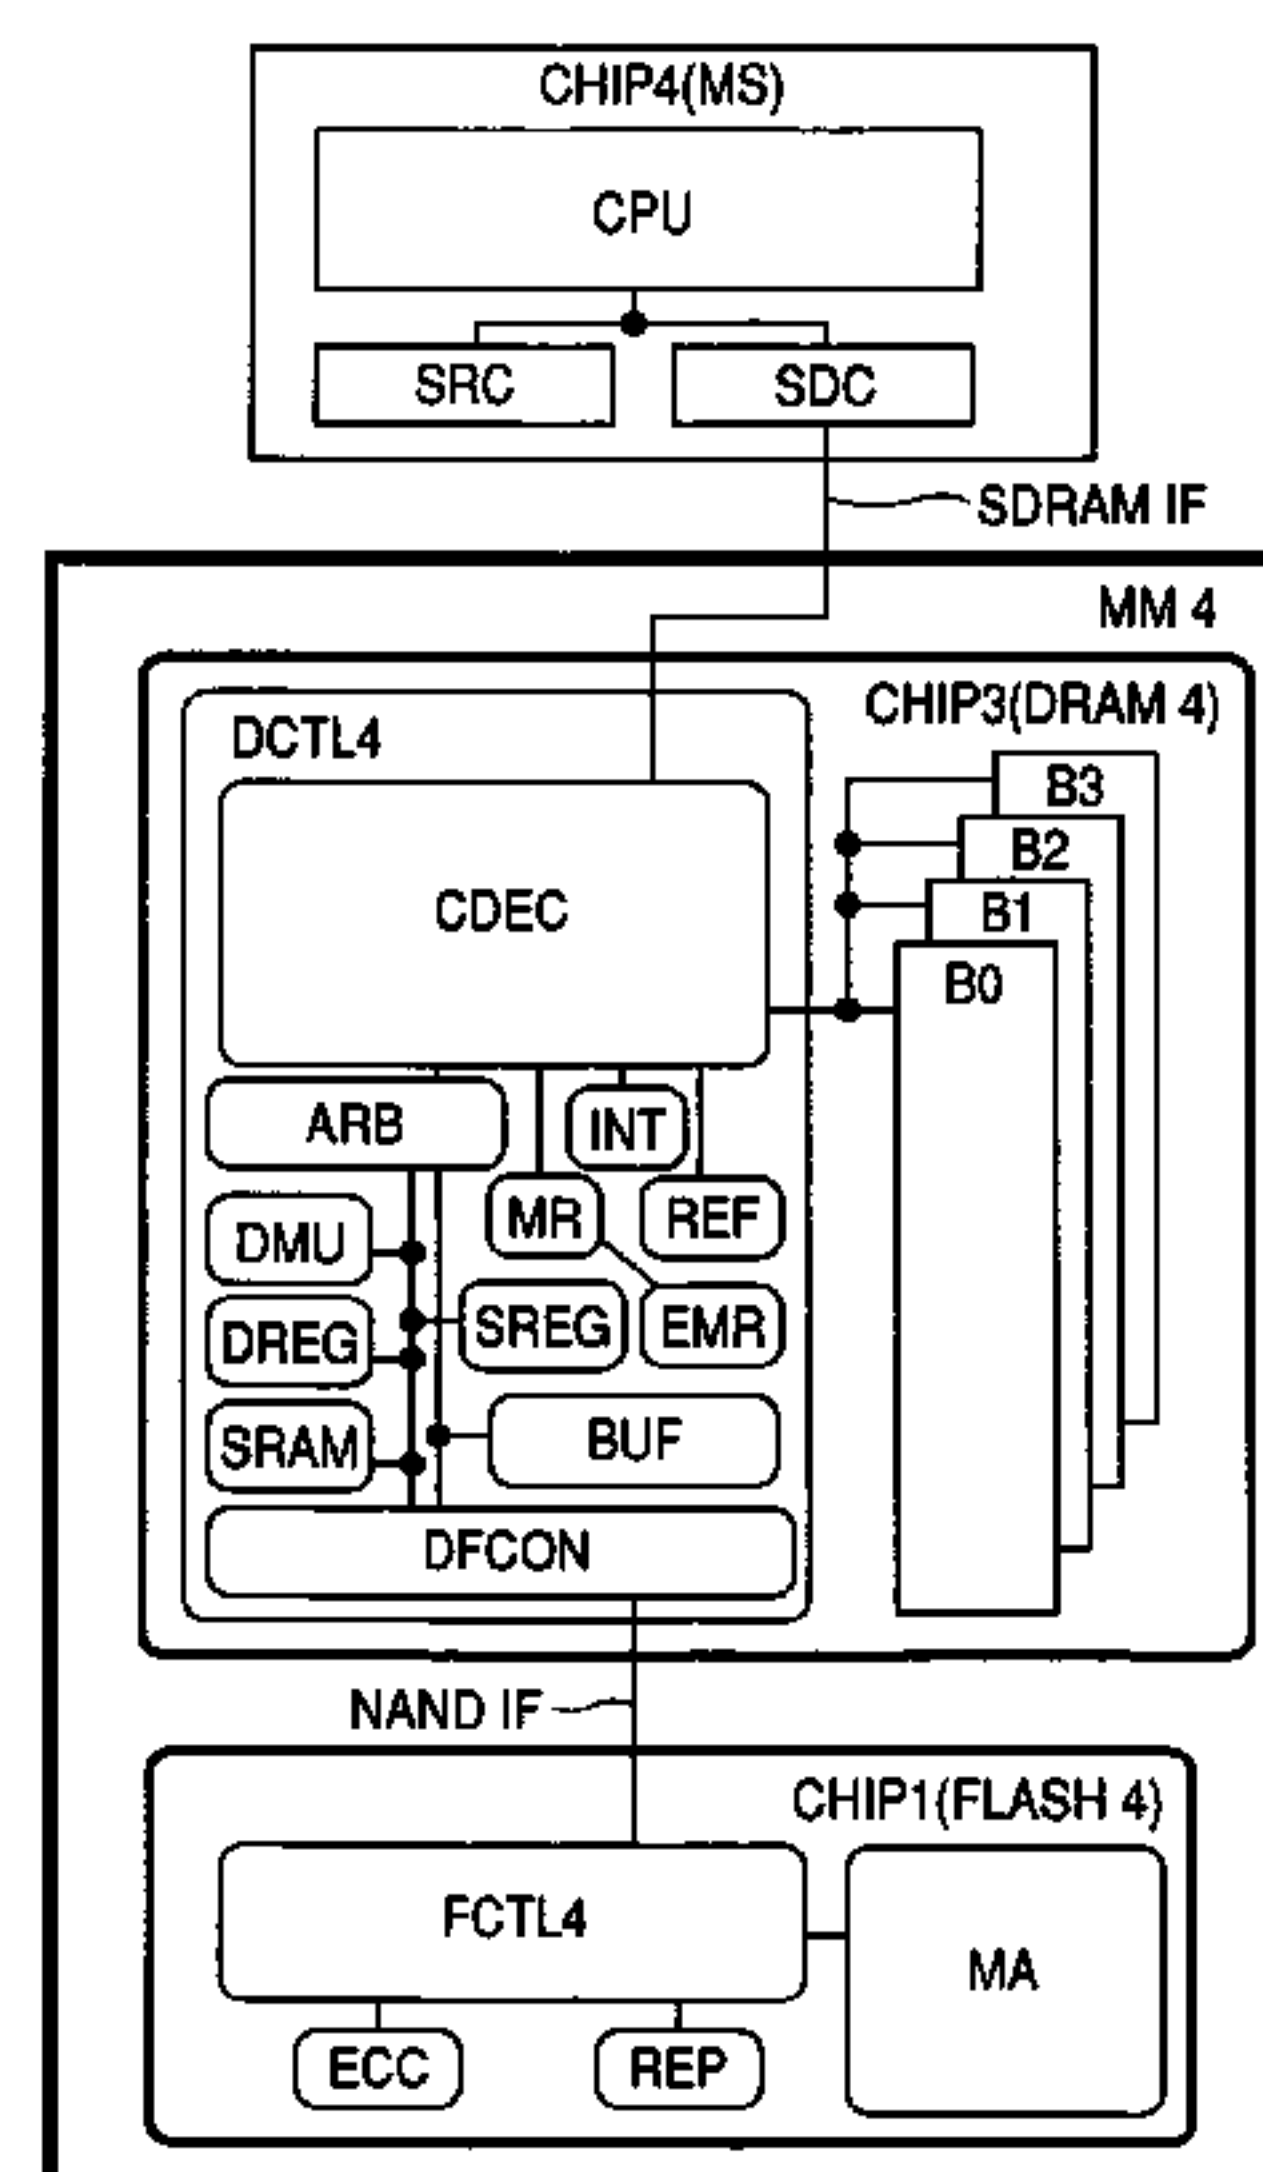 CHIP4(MS)
CPU
SRC
SDC
SDRAM IF
MM 4
CHIP3(DRAM 4)
DCTL4
B3
B2
B1
B0
CDEC
ARB
INT
MR
REF
DMU
SREG
EMR
DREG
SRAM
BUF
DFCON
NAND IF
CHIP1(FLASH 4)
FCTL4
MA
ECC
REP